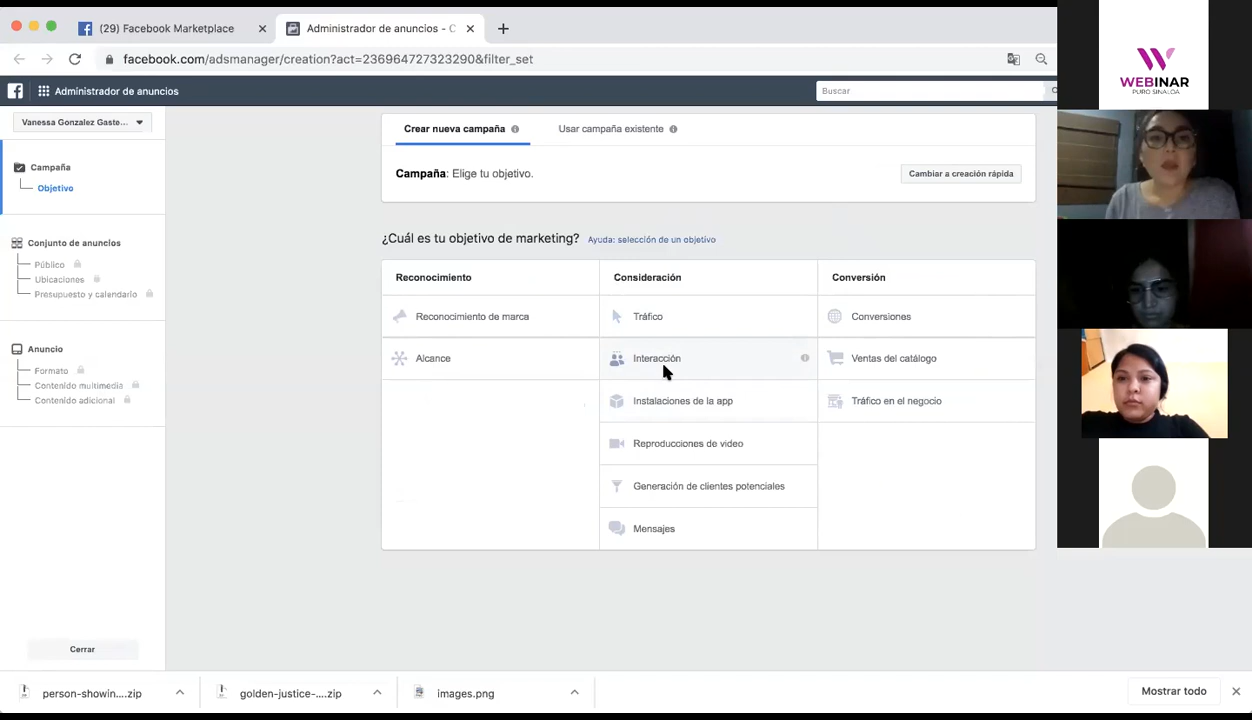 (29) Facebook Marketplace
Administrador de anuncios - C
facebook.com/adsmanager/creation?act=236964727323290&filter_set
Administrador de anuncios
Buscar
WEBINAR
PURO SINALOA
Vanessa Gonzalez Gaste...
Campaña
Objetivo
Conjunto de anuncios
Público
Ubicaciones
Presupuesto y calendario
Anuncio
Formato
Contenido multimedia
Contenido adicional
Cerrar
Crear nueva campaña
Usar campaña existente
Campaña: Elige tu objetivo.
Cambiar a creación rápida
¿Cuál es tu objetivo de marketing?
Ayuda: selección de un objetivo
Reconocimiento
Consideración
Conversión
Reconocimiento de marca
Tráfico
Conversiones
Alcance
Interacción
Ventas del catálogo
Instalaciones de la app
Tráfico en el negocio
Reproducciones de video
Generación de clientes potenciales
Mensajes
person-showin....zip
golden-justice-....zip
images.png
Mostrar todo